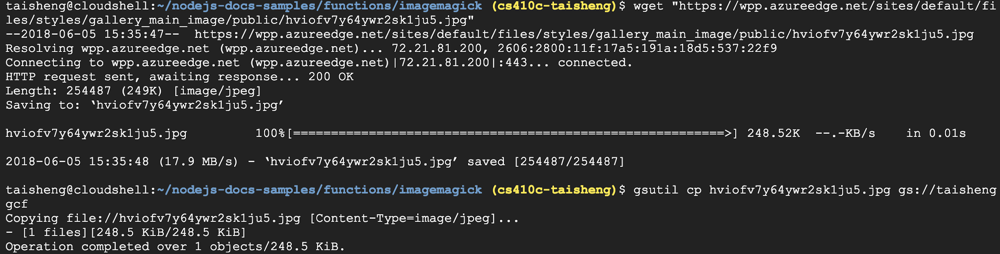 taisheng@cloudshell:~/nodejs-docs-samples/functions/imagemagick (cs410c-taisheng)$ wget "https://wpp.azureedge.net/sites/default/fi
les/styles/gallery_main_image/public/hviofv7y64ywr2sk1ju5.jpg"
--2018-06-05 15:35:47--  https://wpp.azureedge.net/sites/default/files/styles/gallery_main_image/public/hviofv7y64ywr2sk1ju5.jpg
Resolving wpp.azureedge.net (wpp.azureedge.net)... 72.21.81.200, 2606:2800:11f:17a5:191a:18d5:537:22f9
Connecting to wpp.azureedge.net (wpp.azureedge.net)|72.21.81.200|:443... connected.
HTTP request sent, awaiting response... 200 OK
Length: 254487 (249K) [image/jpeg]
Saving to: ‘hviofv7y64ywr2sk1ju5.jpg’
hviofv7y64ywr2sk1ju5.jpg         100%[=========================================================>] 248.52K  --.-KB/s    in 0.01s
2018-06-05 15:35:48 (17.9 MB/s) - ‘hviofv7y64ywr2sk1ju5.jpg’ saved [254487/254487]
taisheng@cloudshell:~/nodejs-docs-samples/functions/imagemagick (cs410c-taisheng)$ gsutil cp hviofv7y64ywr2sk1ju5.jpg gs://taisheng
gcf
Copying file://hviofv7y64ywr2sk1ju5.jpg [Content-Type=image/jpeg]...
- [1 files][248.5 KiB/248.5 KiB]
Operation completed over 1 objects/248.5 KiB.